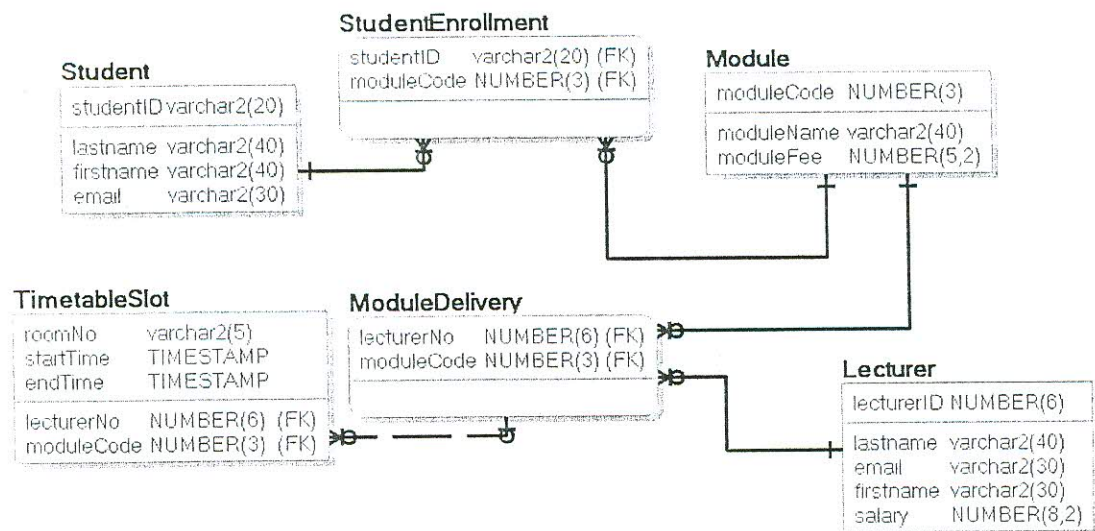 StudentEnrollment
studentID varchar2(20) (FK)
moduleCode NUMBER(3) (FK)
Student
studentID varchar2(20)
lastname varchar2(40)
firstname varchar2(40)
email varchar2(30)
Module
moduleCode NUMBER(3)
moduleName varchar2(40)
moduleFee NUMBER(5,2)
TimetableSlot
roomNo varchar2(5)
startTime TIMESTAMP
endTime TIMESTAMP
lecturerNo NUMBER(6) (FK)
moduleCode NUMBER(3) (FK)
ModuleDelivery
lecturerNo NUMBER(6) (FK)
moduleCode NUMBER(3) (FK)
Lecturer
lecturerID NUMBER(6)
lastname varchar2(40)
email varchar2(30)
firstname varchar2(30)
salary NUMBER(8,2)